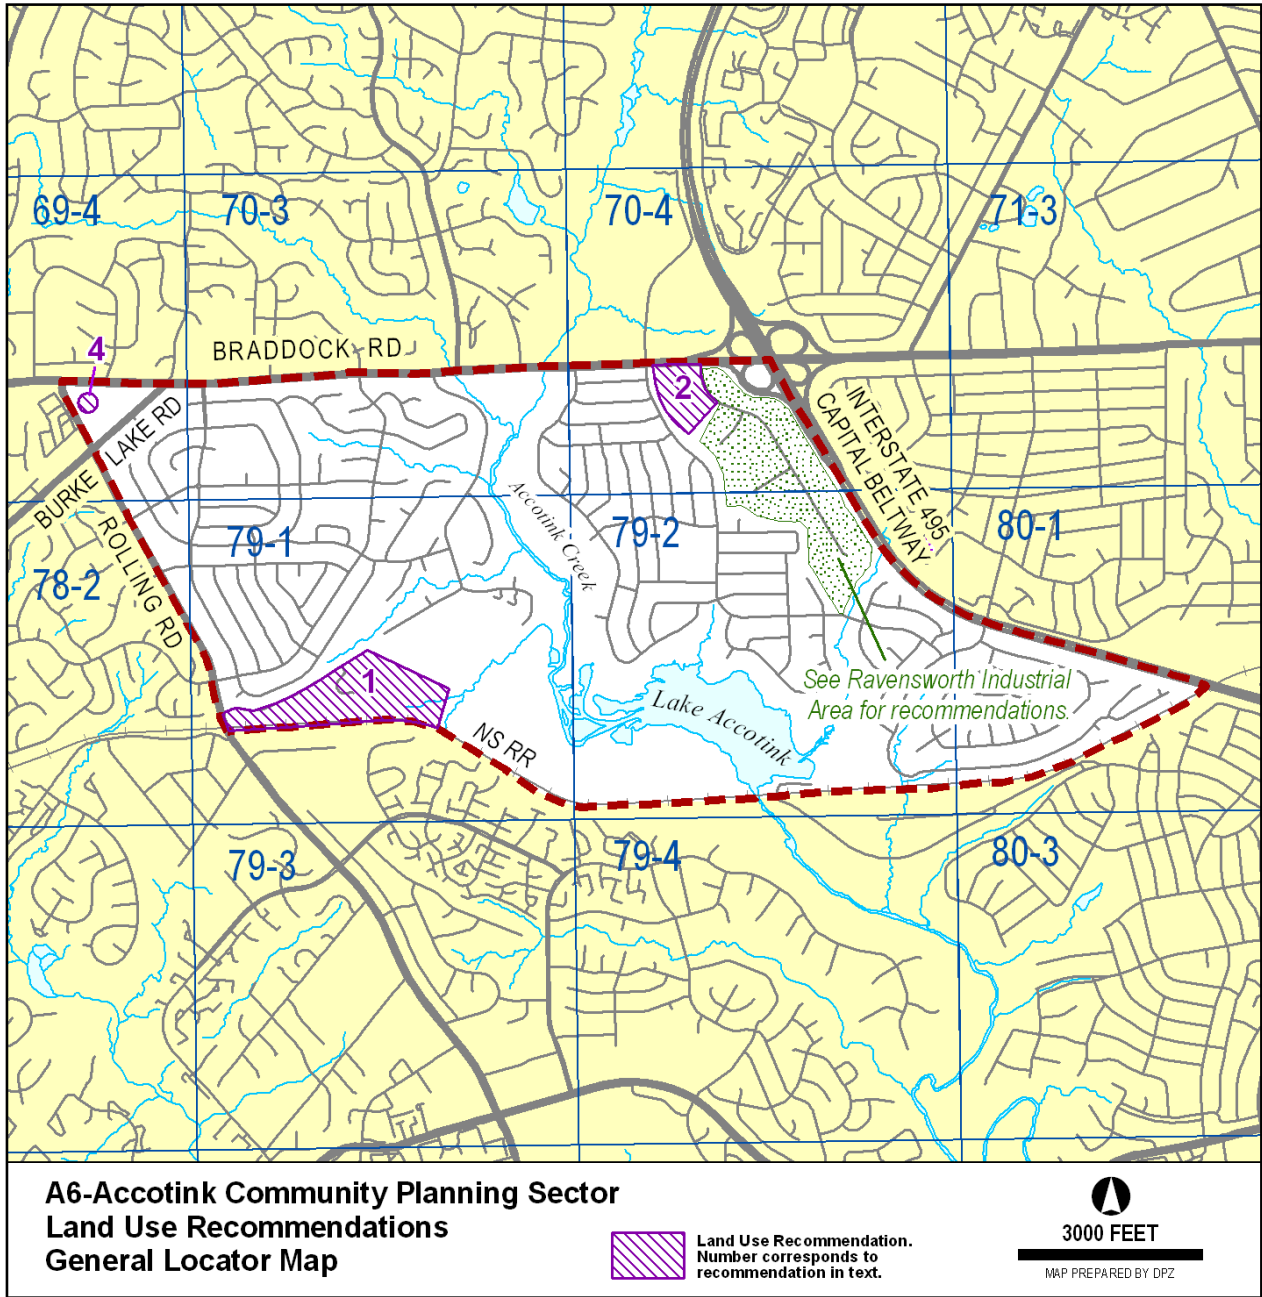 69-4
70-3
70-4
71-3
4
BRADDOCK RD
2
LAKE RD
BURKE
INTERSTATE 495
CAPITAL BELTWAY
Accotink Creek
ROLLING RD
79-1
79-2
80-1
78-2
1
See Ravensworth Industrial
Area for recommendations.
Lake Accotink
NS RR
79-3
79-4
80-3
A6-Accotink Community Planning Sector
Land Use Recommendations
General Locator Map
Land Use Recommendation.
Number corresponds to
recommendation in text.
3000 FEET
MAP PREPARED BY DPZ